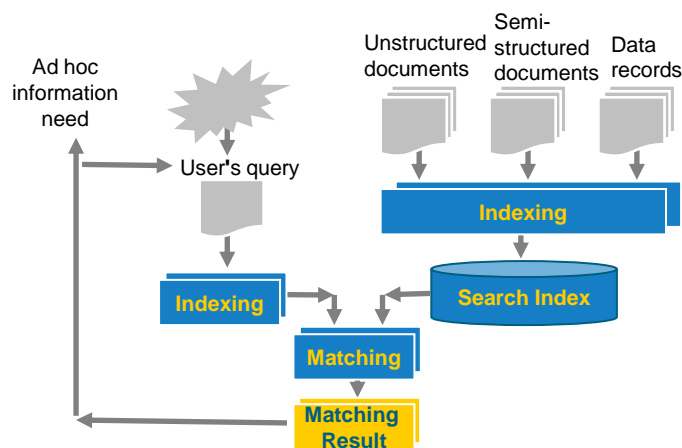 Ad hoc
information
need
User's query
Indexing
Unstructured
documents
Semi-
structured
documents
Data
records
Indexing
Search Index
Matching
Matching
Result